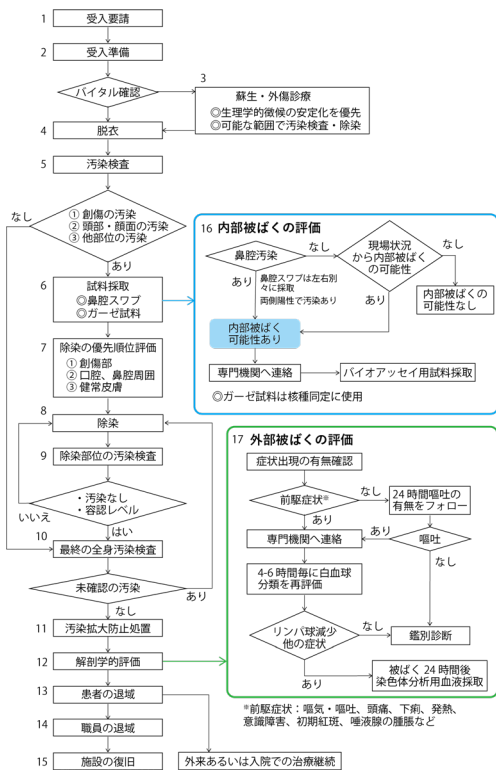 1 受入要請
2 受入準備
バイタル確認
3
蘇生・外傷診療
◎生理学的徴候の安定化を優先
◎可能な範囲で汚染検査・除染
4 脱衣
5 汚染検査
なし
① 創傷の汚染
② 頭部・顔面の汚染
③ 他部位の汚染
あり
6 試料採取
◎鼻腔スワブ
◎ガーゼ試料
7 除染の優先順位評価
① 創傷部
② 口腔、鼻腔周囲
③ 健常皮膚
8 除染
9 除染部位の汚染検査
・汚染なし
・容認レベル
いいえ
はい
10 最終の全身汚染検査
未確認の汚染
あり
なし
11 汚染拡大防止処置
12 解剖学的評価
13 患者の退域
14 職員の退域
15 施設の復旧
外来あるいは入院での治療継続
16 内部被ばくの評価
鼻腔汚染
なし
現場状況
から内部被ばく
の可能性
なし
あり
鼻腔スワブは左右別
々に採取
両側陽性で汚染あり
あり
内部被ばくの
可能性なし
内部被ばく
可能性あり
専門機関へ連絡
バイオアッセイ用試料採取
◎ガーゼ試料は核種同定に使用
17 外部被ばくの評価
症状出現の有無確認
前駆症状※
なし
24時間嘔吐の
有無をフォロー
あり
専門機関へ連絡
あり
嘔吐
4-6時間毎に白血球
分類を再評価
なし
リンパ球減少
他の症状
なし
鑑別診断
あり
被ばく24時間後
染色体分析用血液採取
※前駆症状：嘔気・嘔吐、頭痛、下痢、発熱、
意識障害、初期紅斑、唾液腺の腫脹など